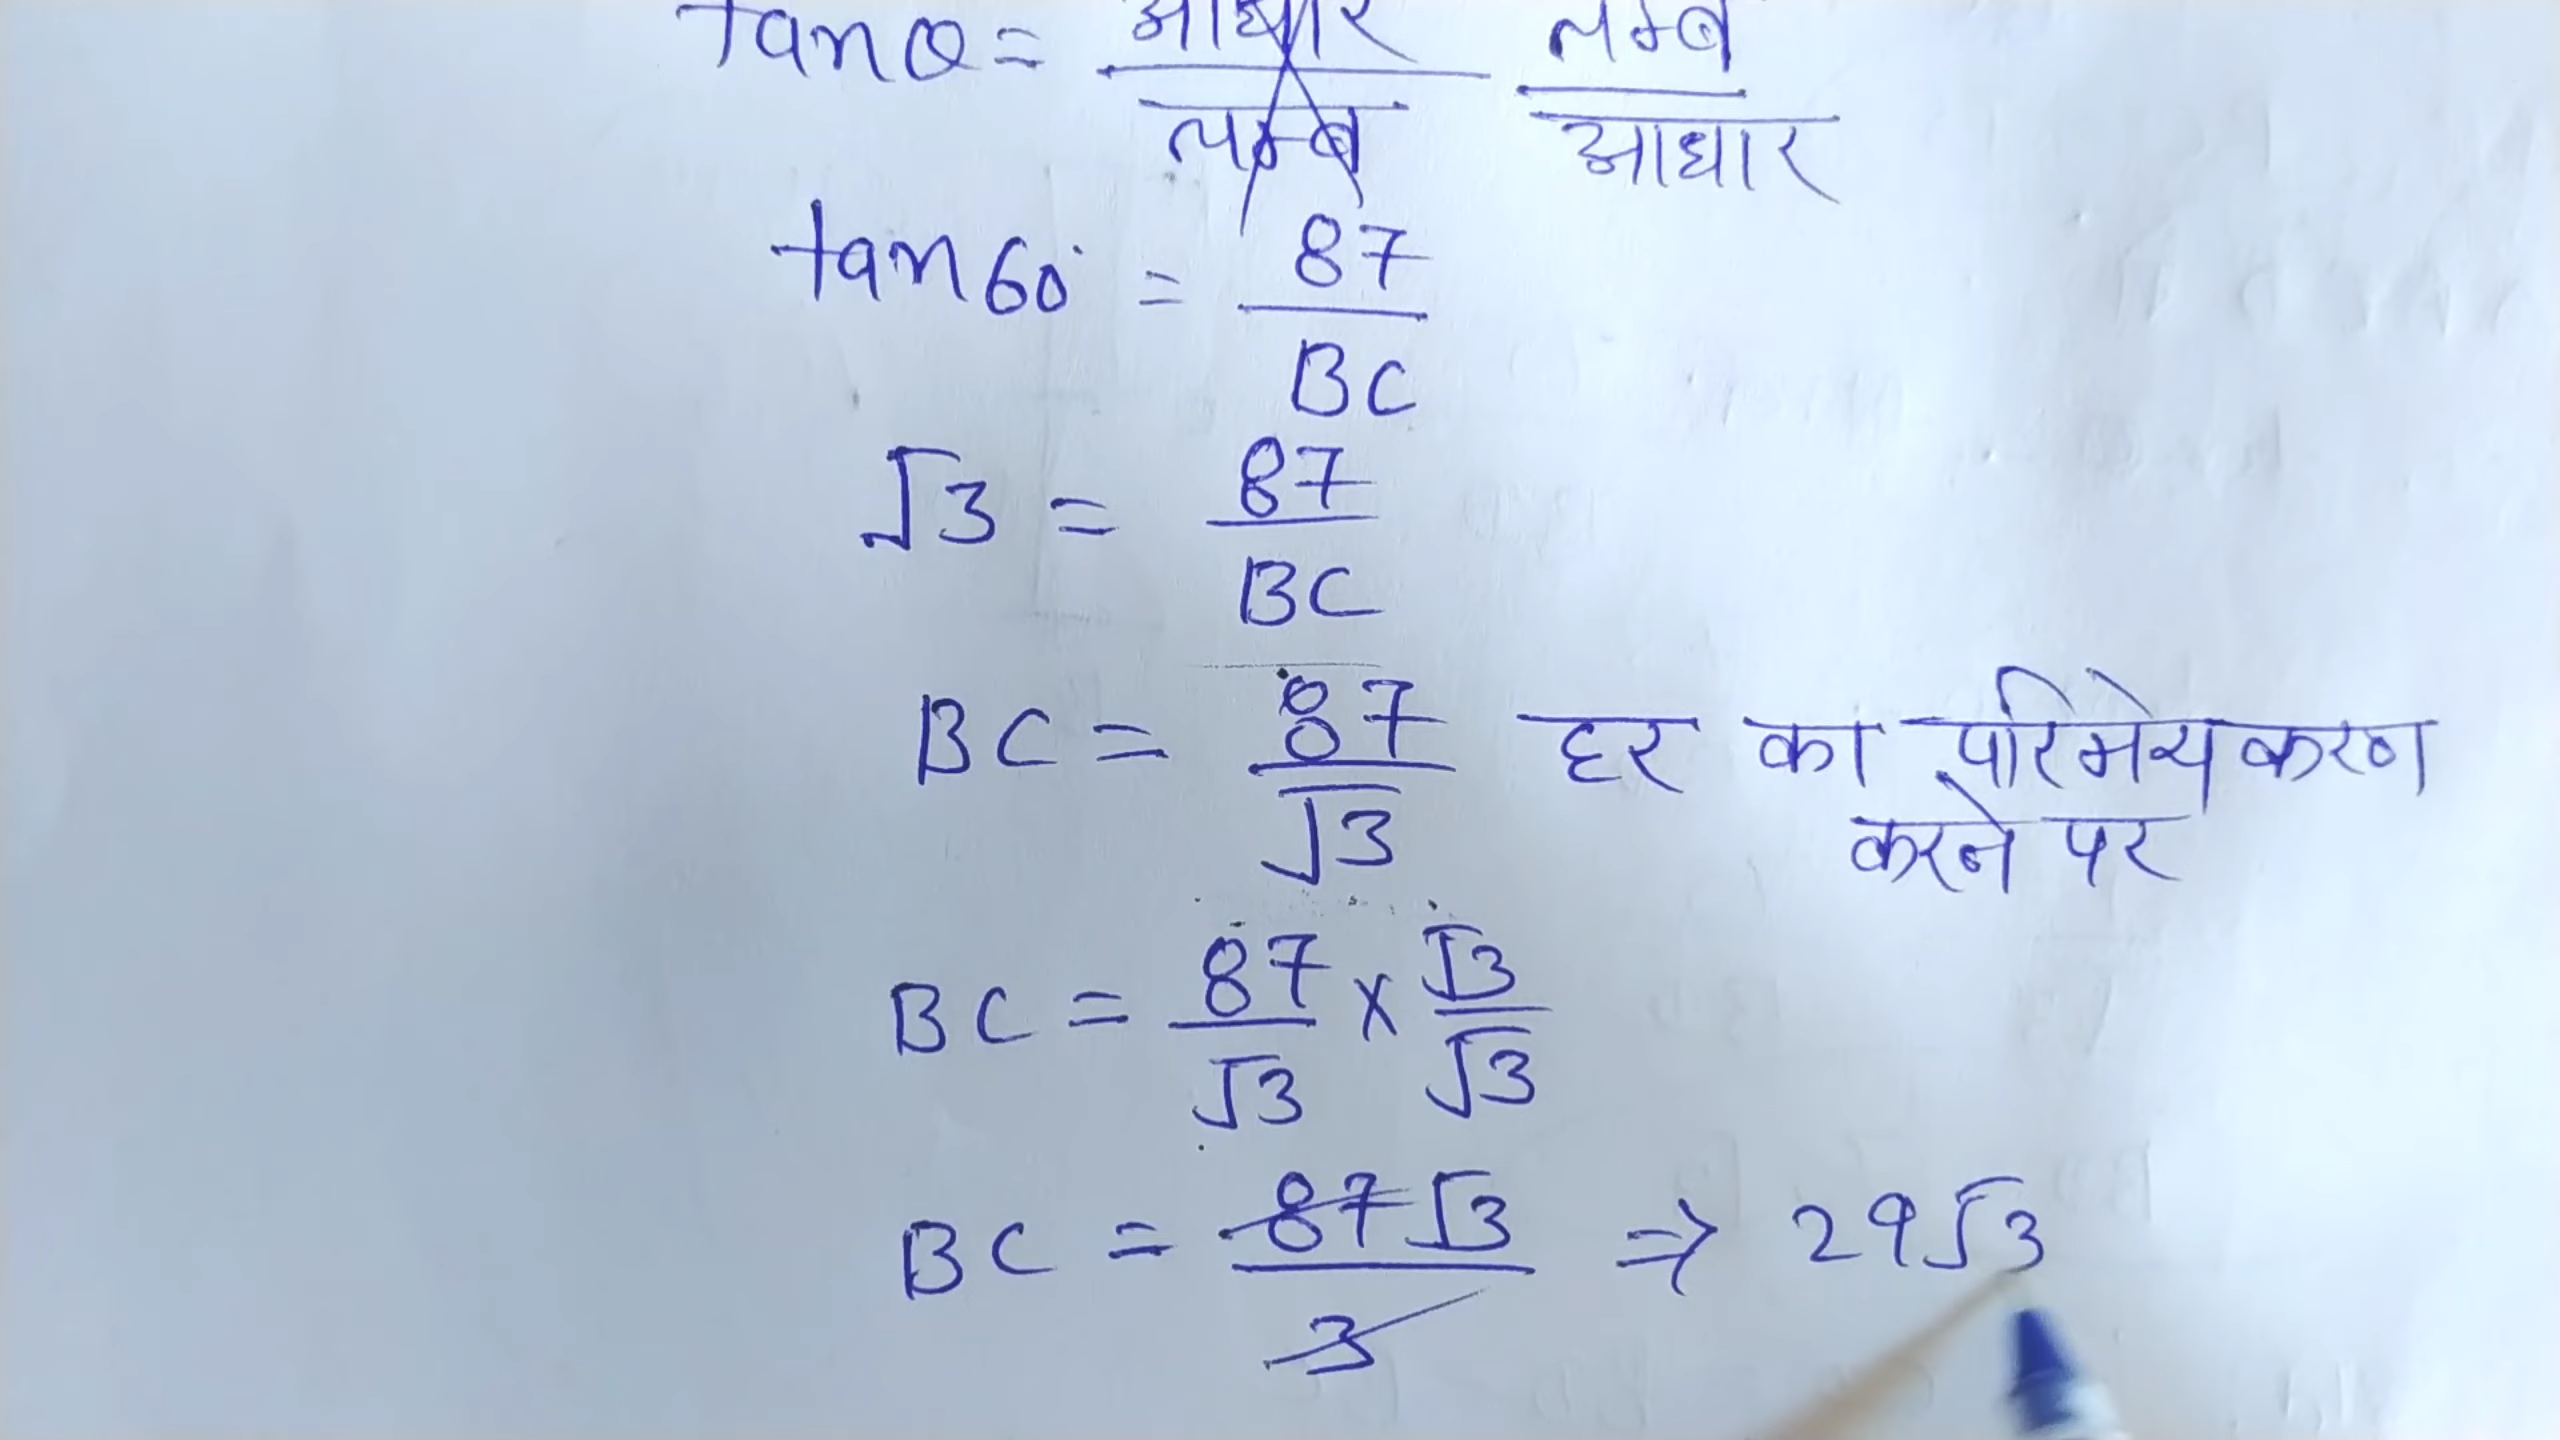 tanθ = आधार/लम्ब लम्ब/आधार
tan60° = 87/BC
√3 = 87/BC
BC = 87/√3 हर का परिमेयकरण
करने पर
BC = 87/√3 × √3/√3
BC = 87√3/3 ⇒ 29√3